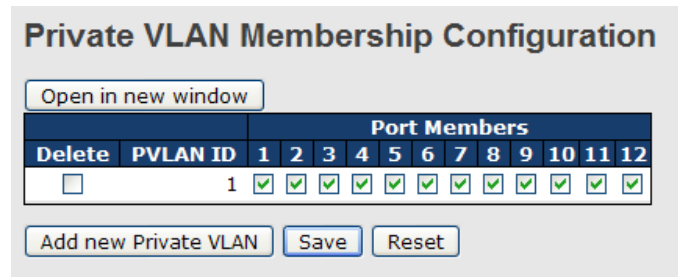 Private VLAN Membership Configuration
Open in new window
Port Members
Delete PVLAN ID 1 2 3 4 5 6 7 8 9 10 11 12
1
Add new Private VLAN Save Reset